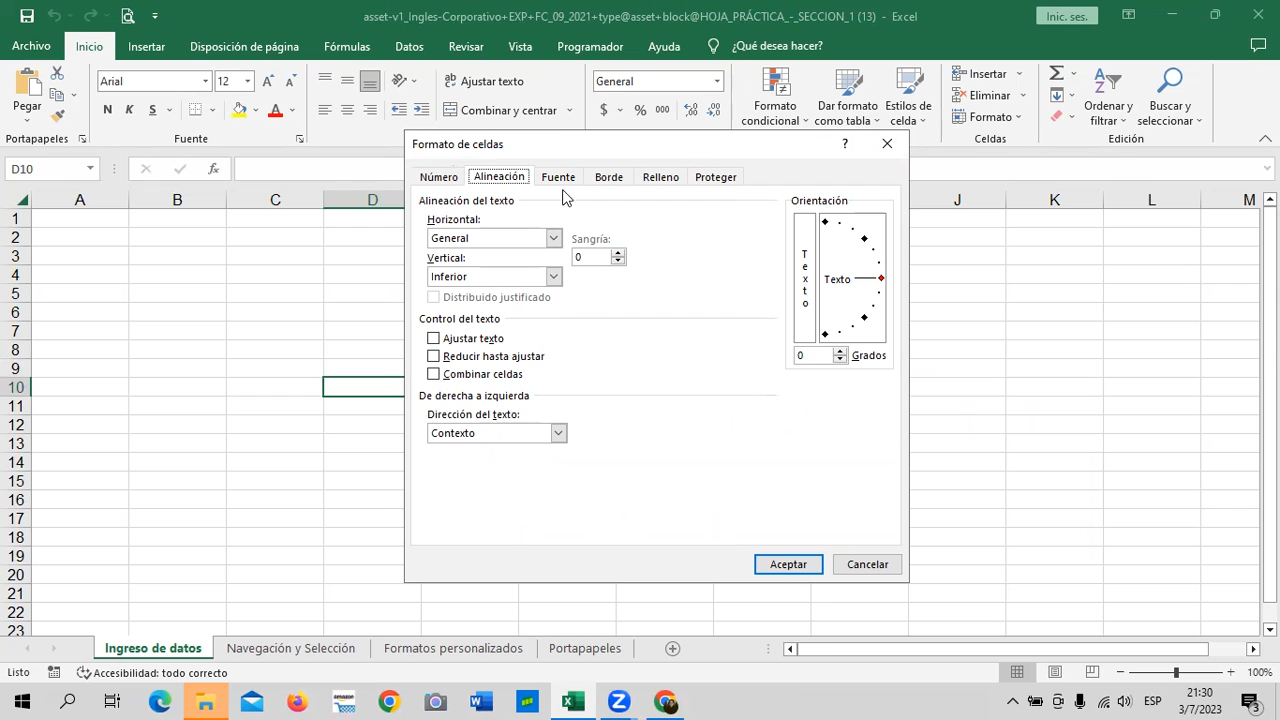 asset-v1_Ingles-Corporativo+EXP+FC_09_2021+type@asset+block@HOJA_PRÁCTICA_-_SECCION_1 (13) - Excel
Inic. ses.
Archivo Inicio Insertar Disposición de página Fórmulas Datos Revisar Vista Programador Ayuda ¿Qué desea hacer?
Pegar
Arial 12
N K S
Ajustar texto
Combinar y centrar
General
$ % 000
Formato condicional
Dar formato como tabla
Estilos de celda
Insertar
Eliminar
Formato
Ordenar y filtrar
Buscar y seleccionar
Portapapeles Fuente Celdas Edición
D10
fx
A B C D J K L M
1
2
3
4
5
6
7
8
9
10
11
12
13
14
15
16
17
18
19
20
21
22
23
Formato de celdas ?
Número Alineación Fuente Borde Relleno Proteger
Alineación del texto
Horizontal:
General
Sangría:
0
Vertical:
Inferior
Distribuido justificado
Control del texto
Ajustar texto
Reducir hasta ajustar
Combinar celdas
De derecha a izquierda
Dirección del texto:
Contexto
Orientación
Texto
Texto
0 Grados
Aceptar Cancelar
Ingreso de datos Navegación y Selección Formatos personalizados Portapapeles
Listo Accesibilidad: todo correcto 100%
ESP
21:30
3/7/2023
3